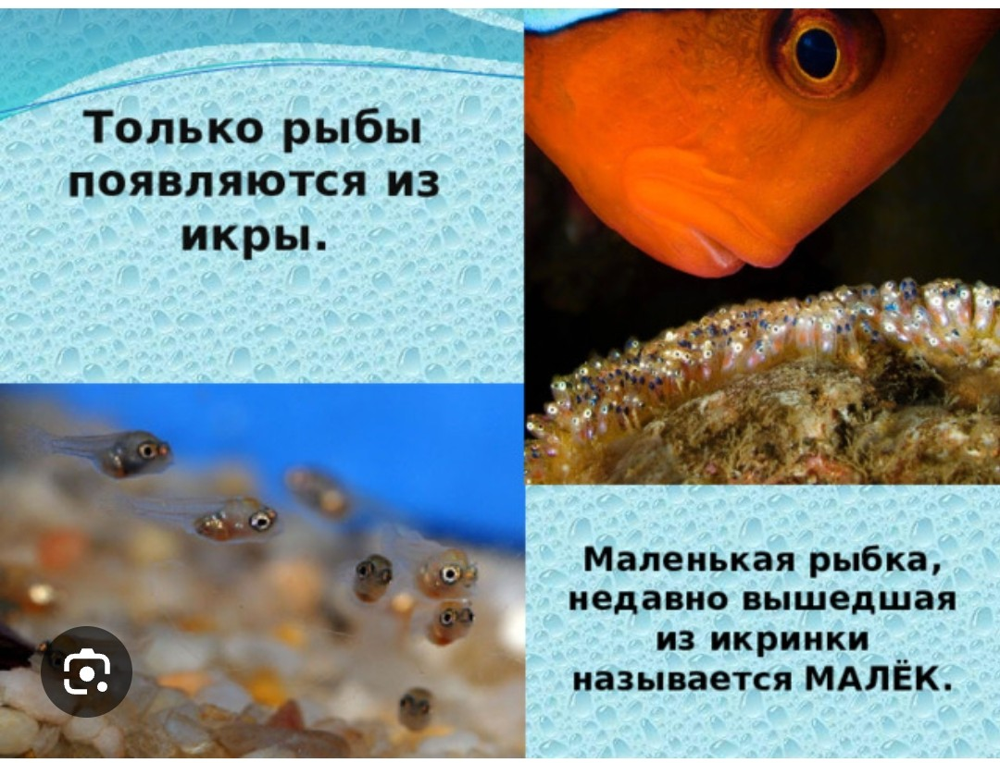 Только рыбы
появляются из
икры.
Маленькая рыбка,
недавно вышедшая
из икринки
называется МАЛЁК.